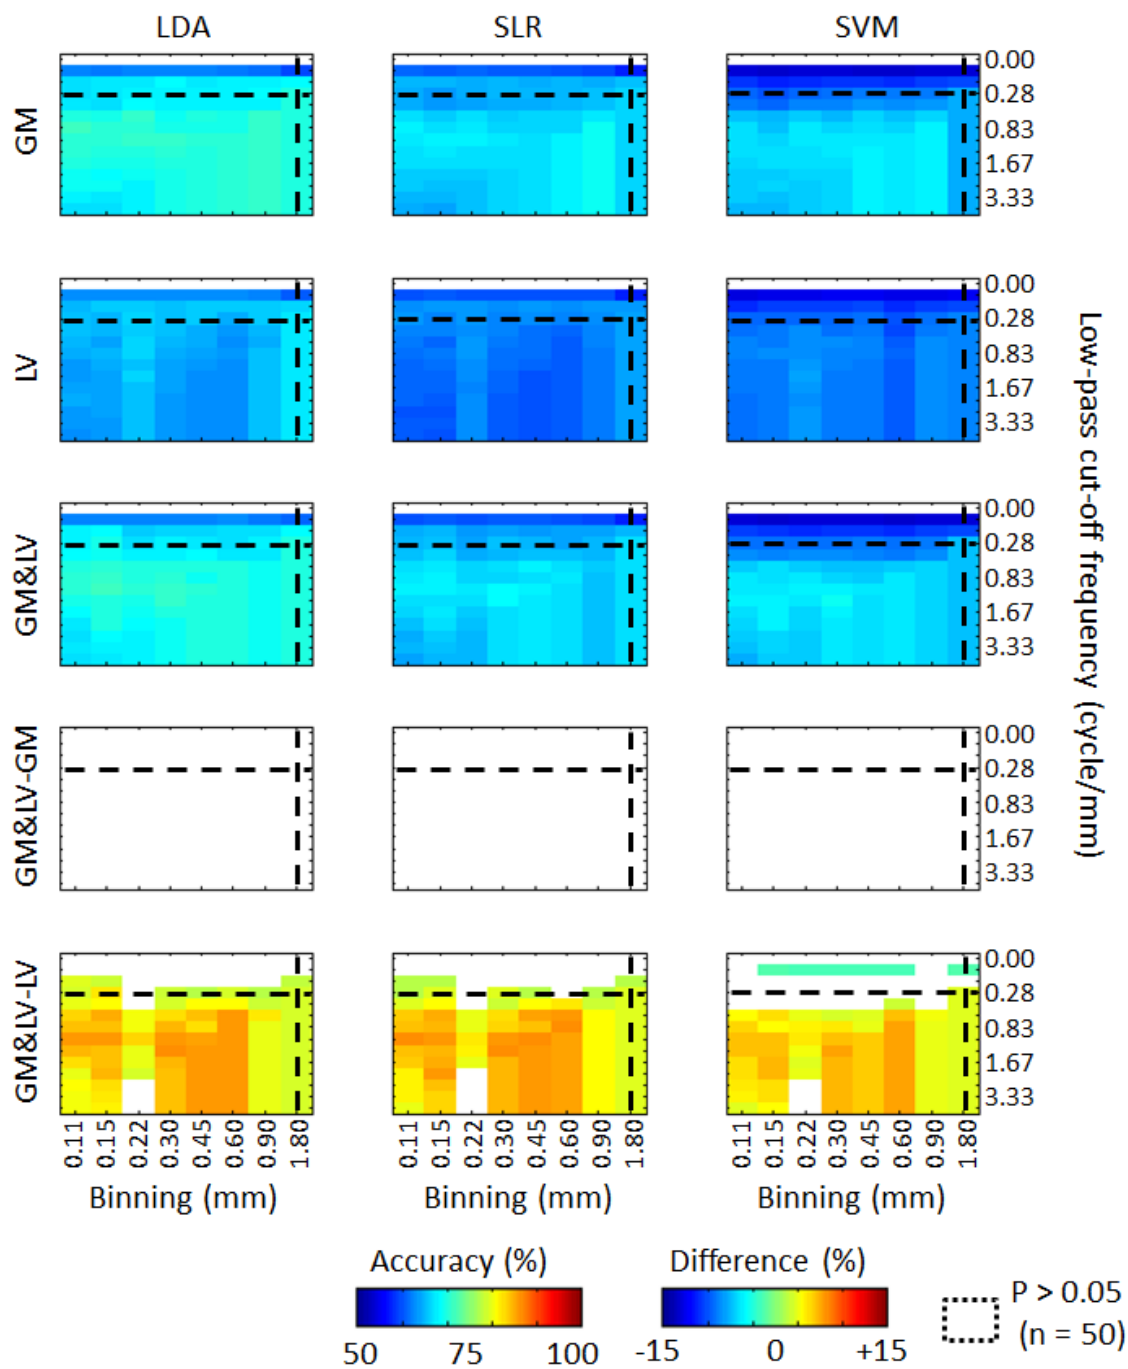 LDA SLR SVM
GM
0.00
0.28
0.83
1.67
3.33
LV
0.00
0.28
0.83
1.67
3.33
GM&LV
0.00
0.28
0.83
1.67
3.33
GM&LV-GM
0.00
0.28
0.83
1.67
3.33
GM&LV-LV
0.00
0.28
0.83
1.67
3.33
Low-pass cut-off frequency (cycle/mm)
0.11 0.15 0.22 0.30 0.45 0.60 0.90 1.80
0.11 0.15 0.22 0.30 0.45 0.60 0.90 1.80
0.11 0.15 0.22 0.30 0.45 0.60 0.90 1.80
Binning (mm) Binning (mm) Binning (mm)
Accuracy (%) Difference (%)
50 75 100 -15 0 +15
P > 0.05
(n = 50)